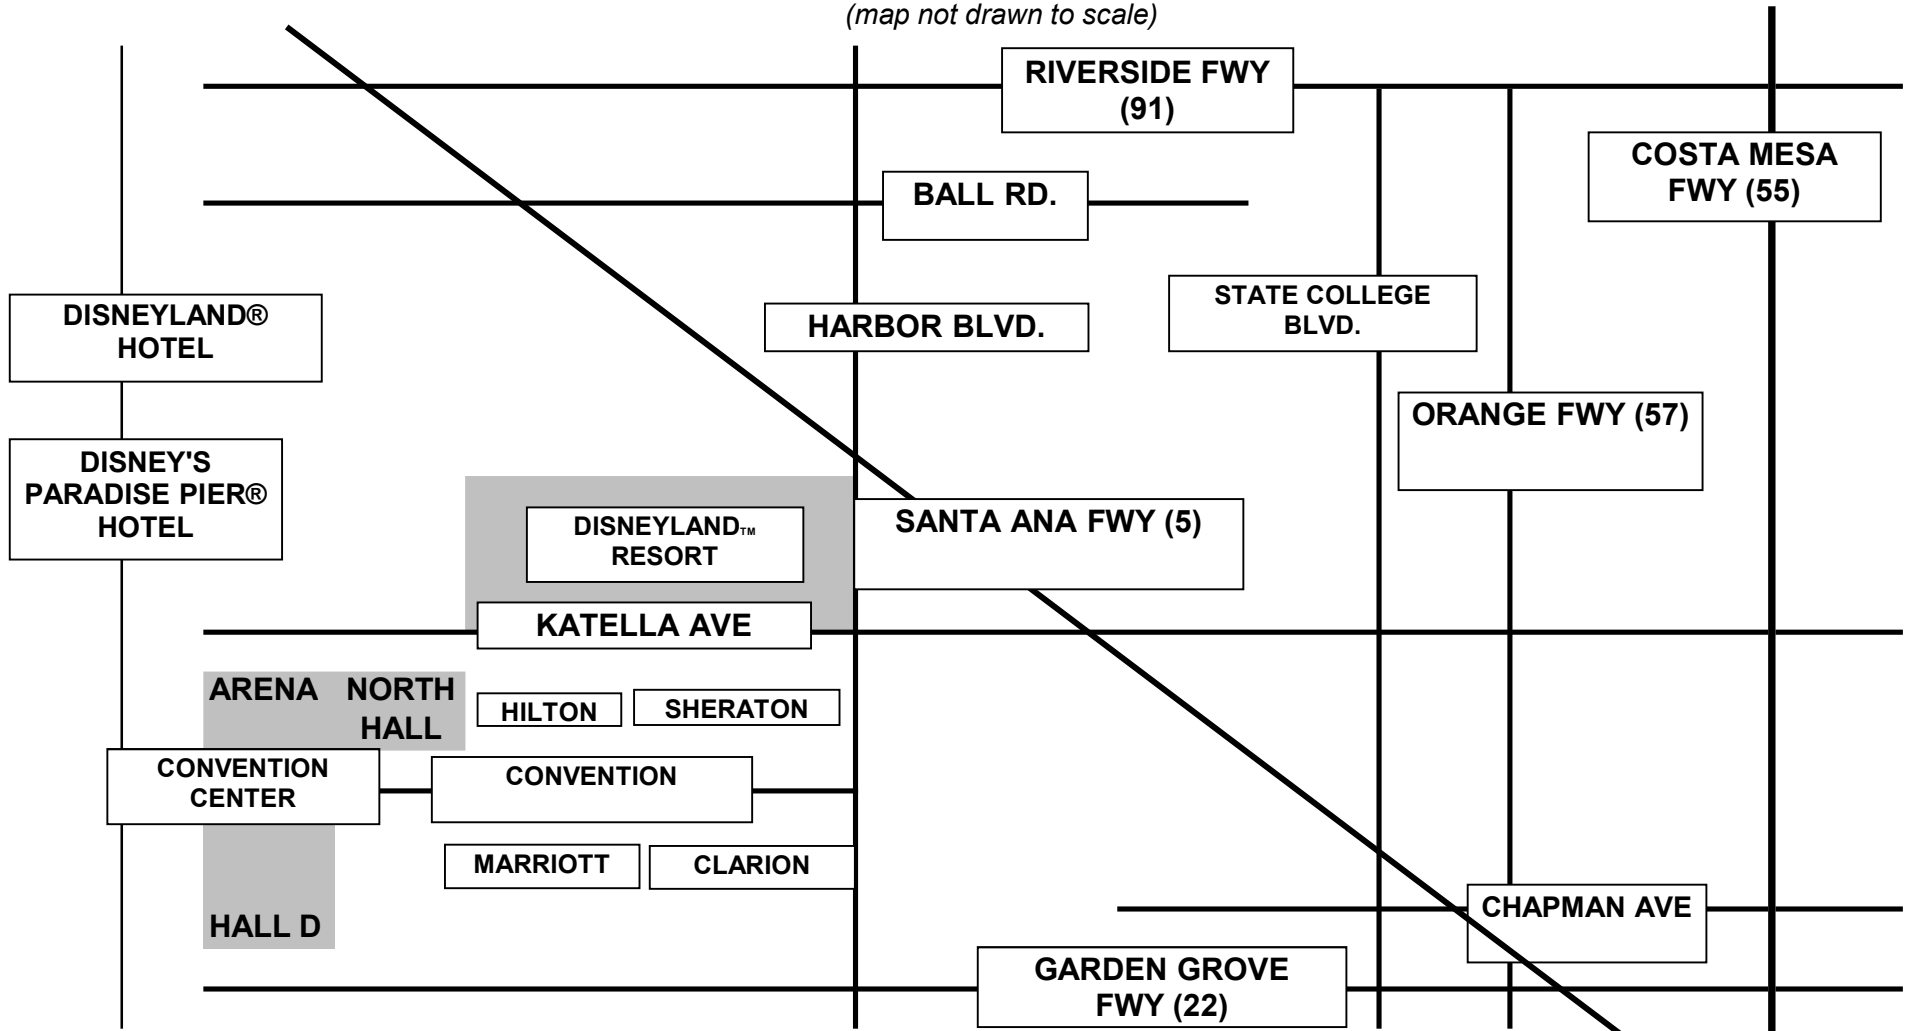 (map not drawn to scale)
RIVERSIDE FWY
(91)
COSTA MESA
FWY (55)
BALL RD.
STATE COLLEGE
BLVD.
DISNEYLAND®
HOTEL
HARBOR BLVD.
ORANGE FWY (57)
DISNEY'S
PARADISE PIER®
HOTEL
DISNEYLAND™
RESORT
SANTA ANA FWY (5)
KATELLA AVE
ARENA NORTH
HALL
HILTON
SHERATON
CONVENTION
CENTER
CONVENTION
MARRIOTT
CLARION
HALL D
CHAPMAN AVE
GARDEN GROVE
FWY (22)